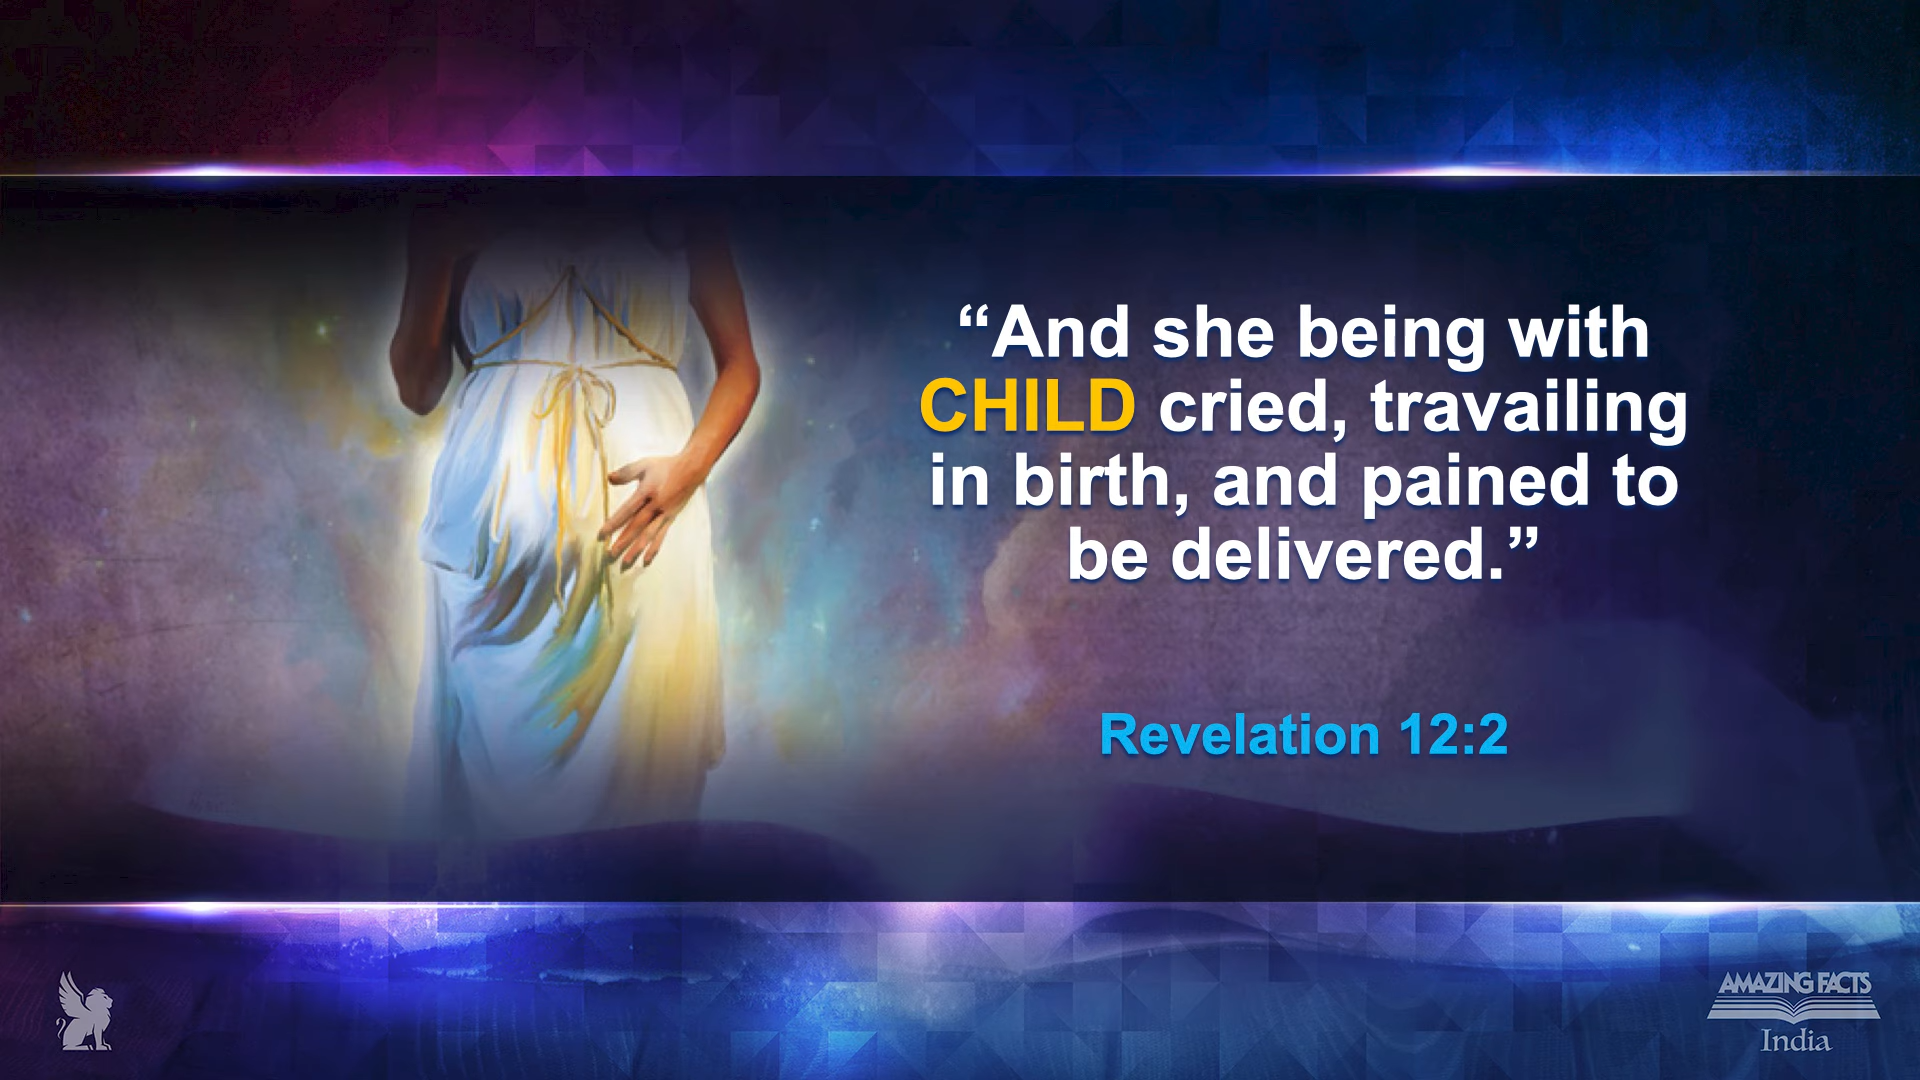 “And she being with
CHILD cried, travailing
in birth, and pained to
be delivered.”
Revelation 12:2
AMAZING FACTS
India